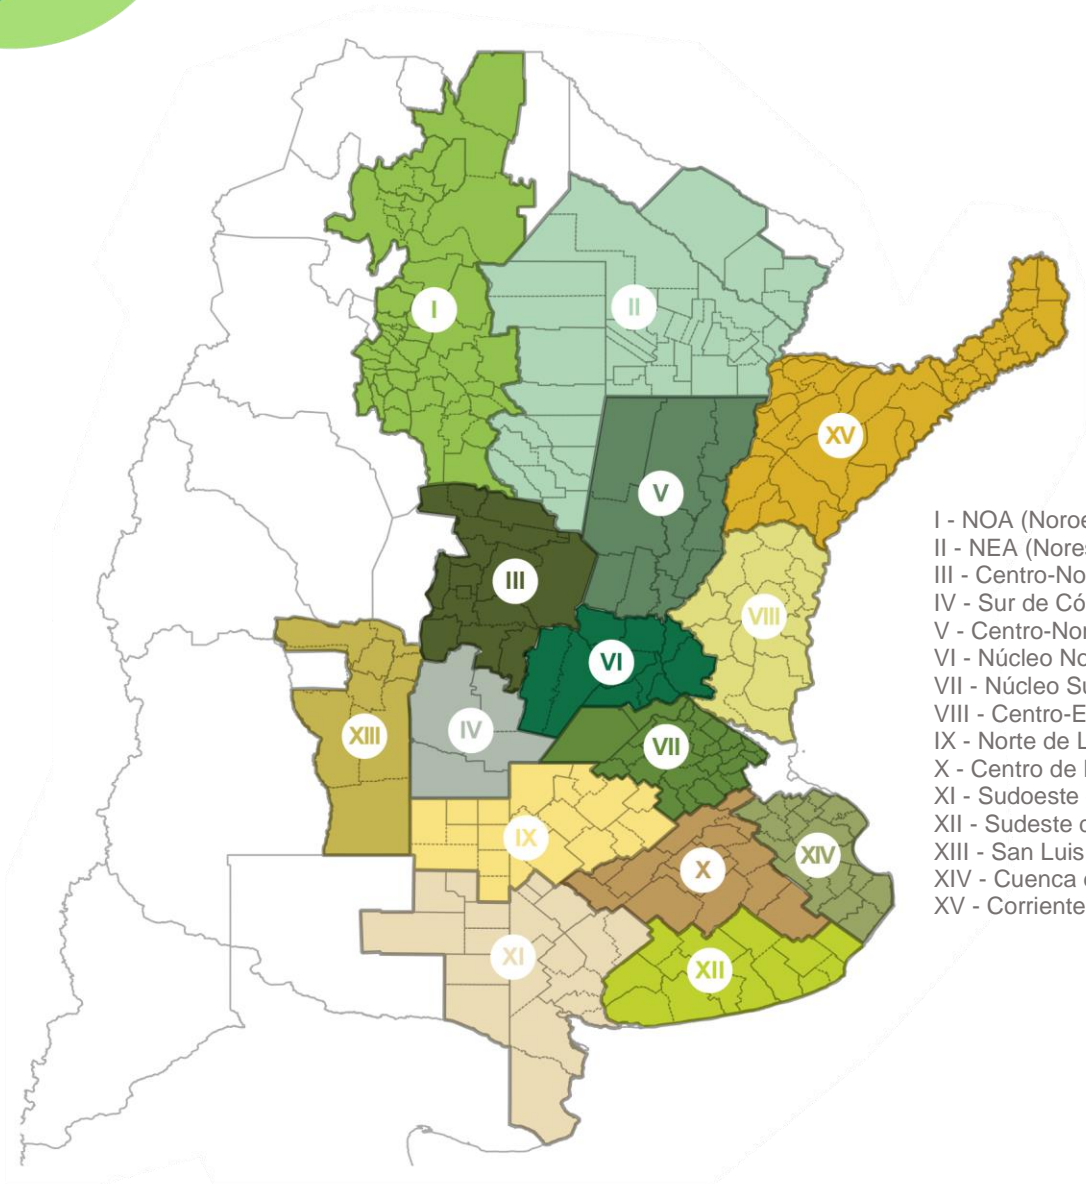 I
II
XV
V
III
VIII
VI
IV
XIII
VII
IX
XIV
X
XI
XII
I - NOA (Noroe
II - NEA (Nores
III - Centro-No
IV - Sur de Có
V - Centro-Nor
VI - Núcleo No
VII - Núcleo Su
VIII - Centro-E
IX - Norte de L
X - Centro de
XI - Sudoeste
XII - Sudeste
XIII - San Luis
XIV - Cuenca
XV - Corriente